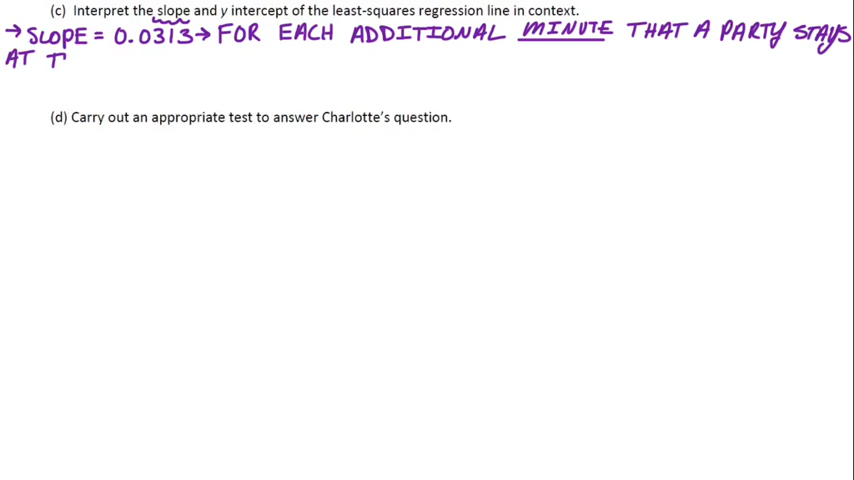 (c) Interpret the slope and y intercept of the least-squares regression line in context.
→ SLOPE = 0.0313 → FOR EACH ADDITIONAL MINUTE THAT A PARTY STAYS
AT T
(d) Carry out an appropriate test to answer Charlotte's question.